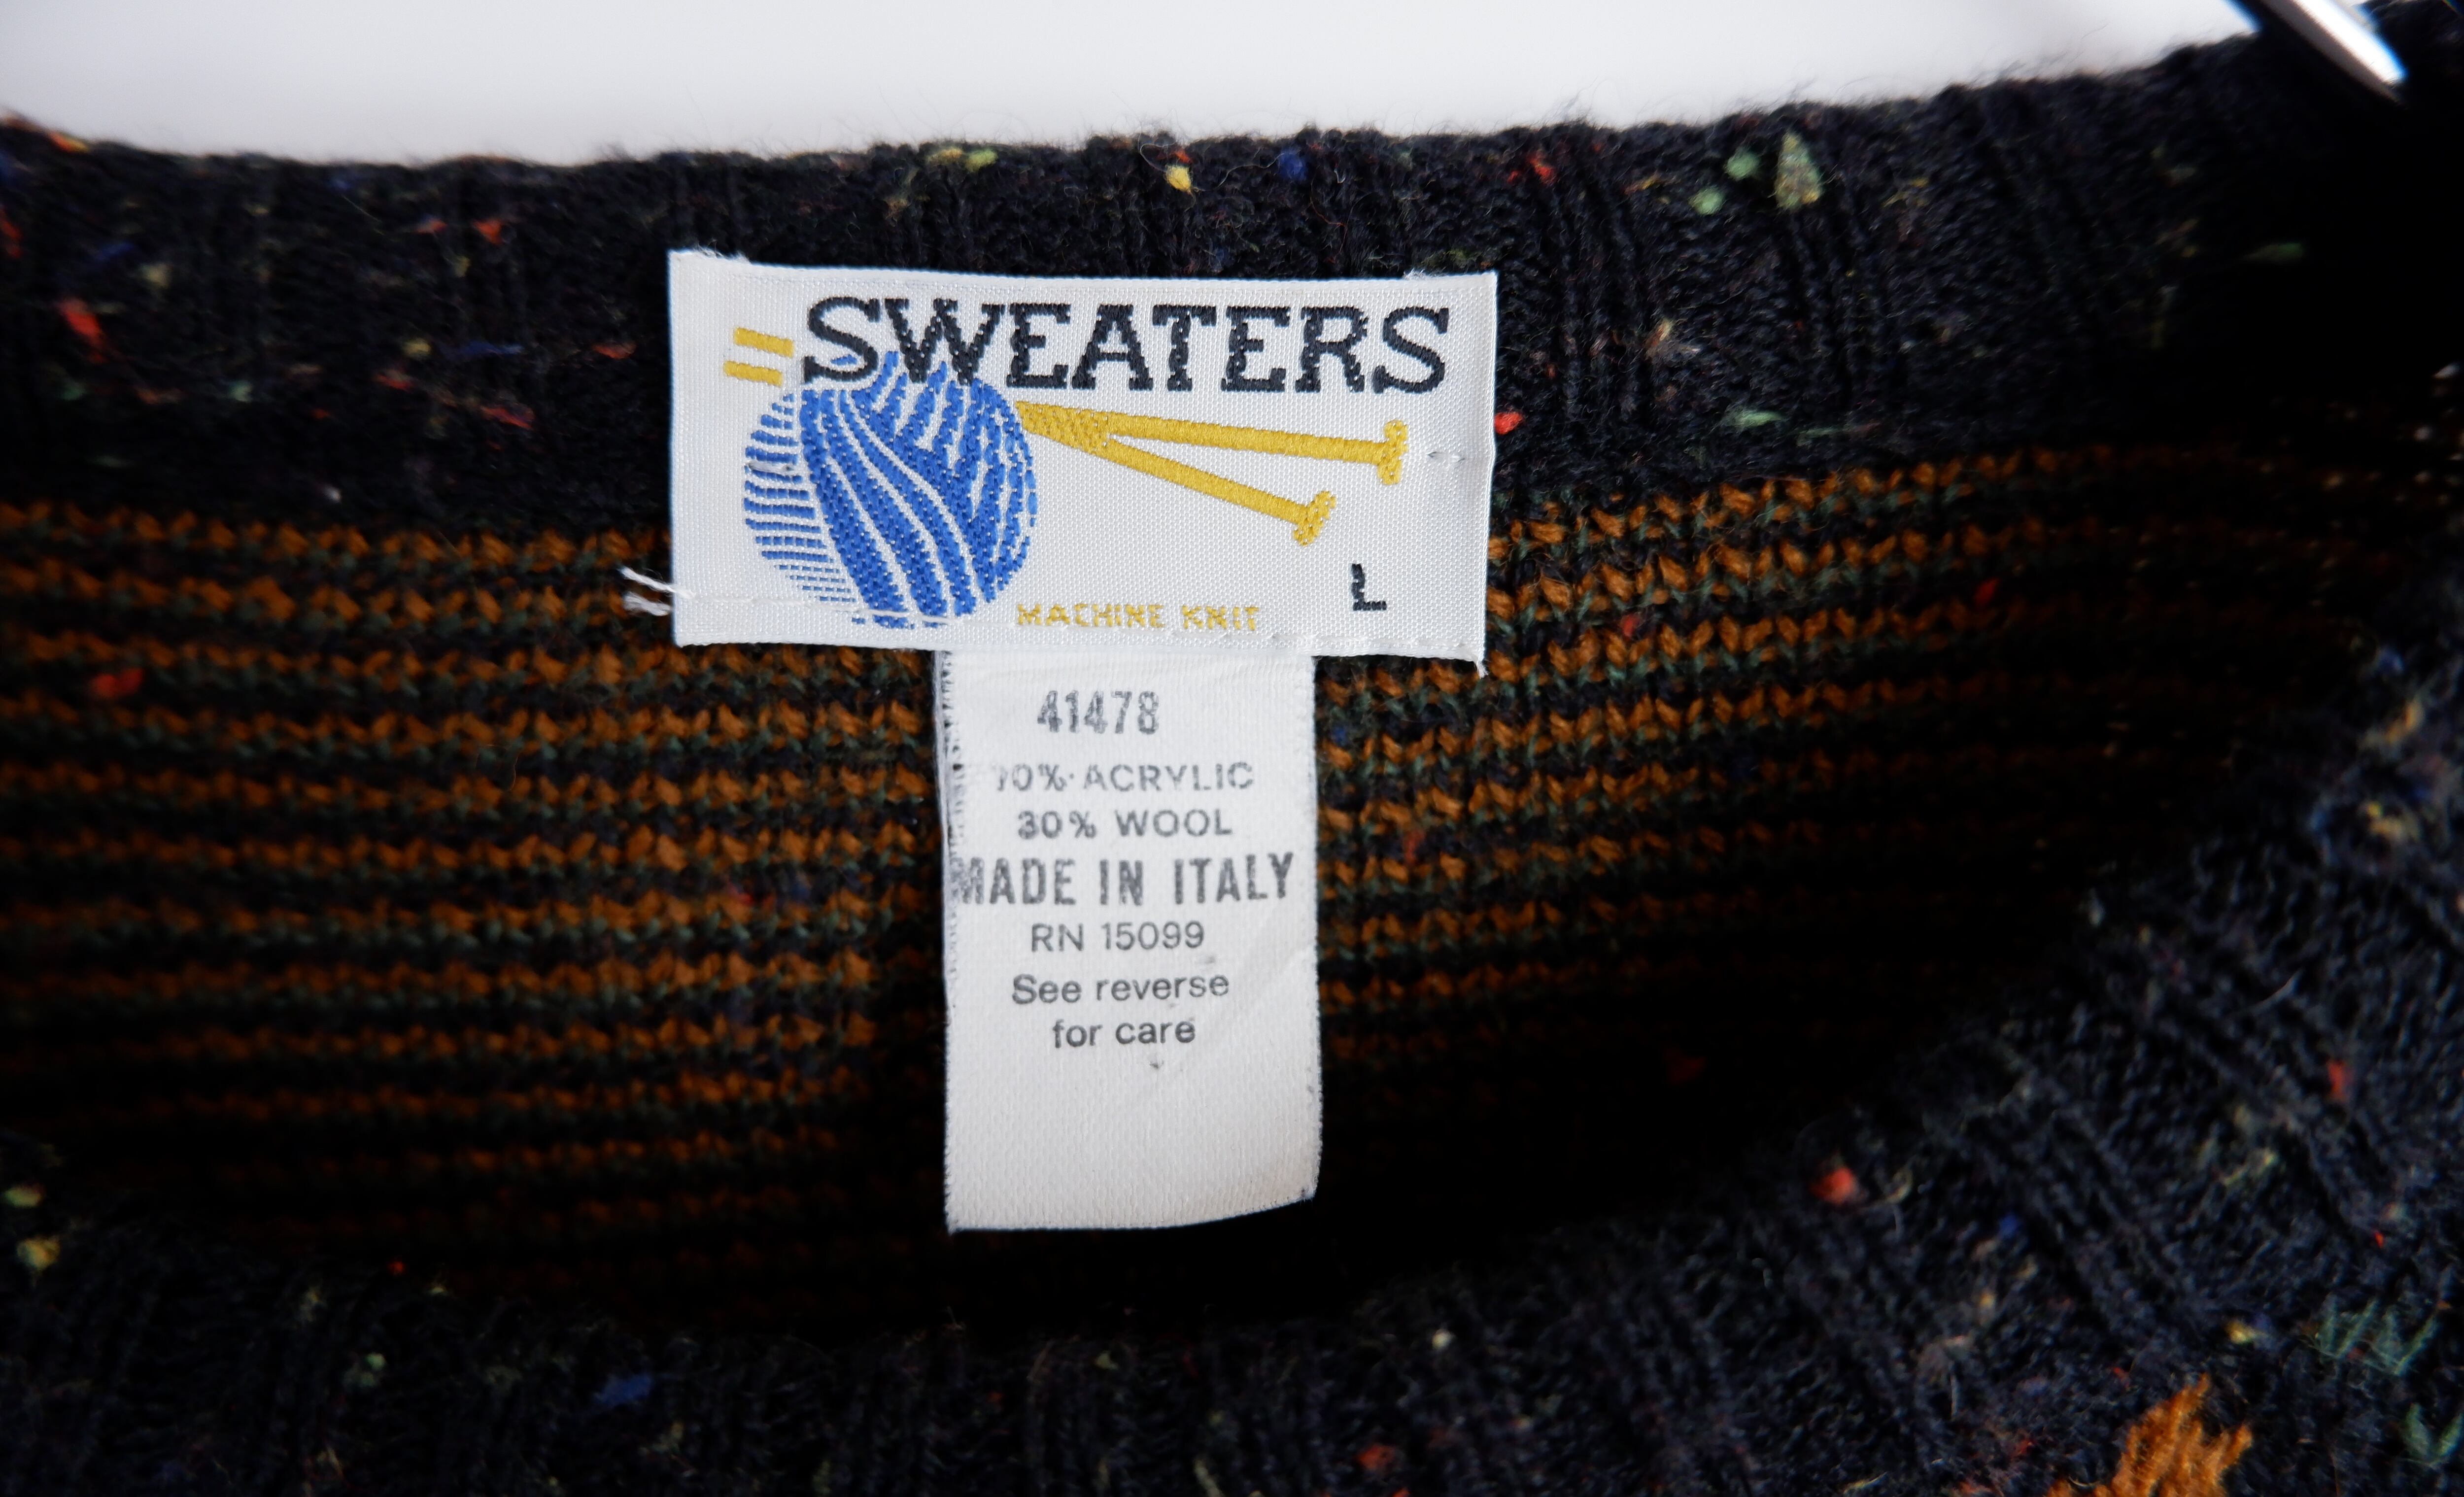 SWEATERS
L
MACHINE KNIT
41478
70% ACRYLIC
30% WOOL
MADE IN ITALY
RN 15099
See reverse
for care